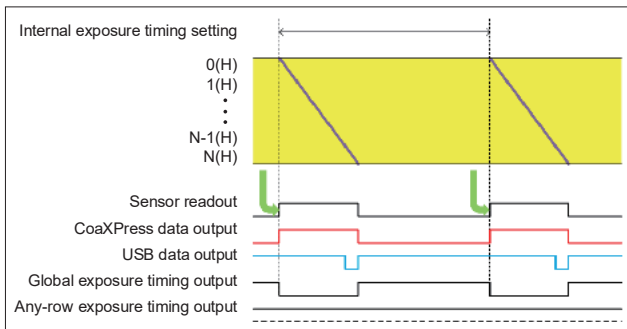 Internal exposure timing setting
0(H)
1(H)
N-1(H)
N(H)
Sensor readout
CoaXPress data output
USB data output
Global exposure timing output
Any-row exposure timing output